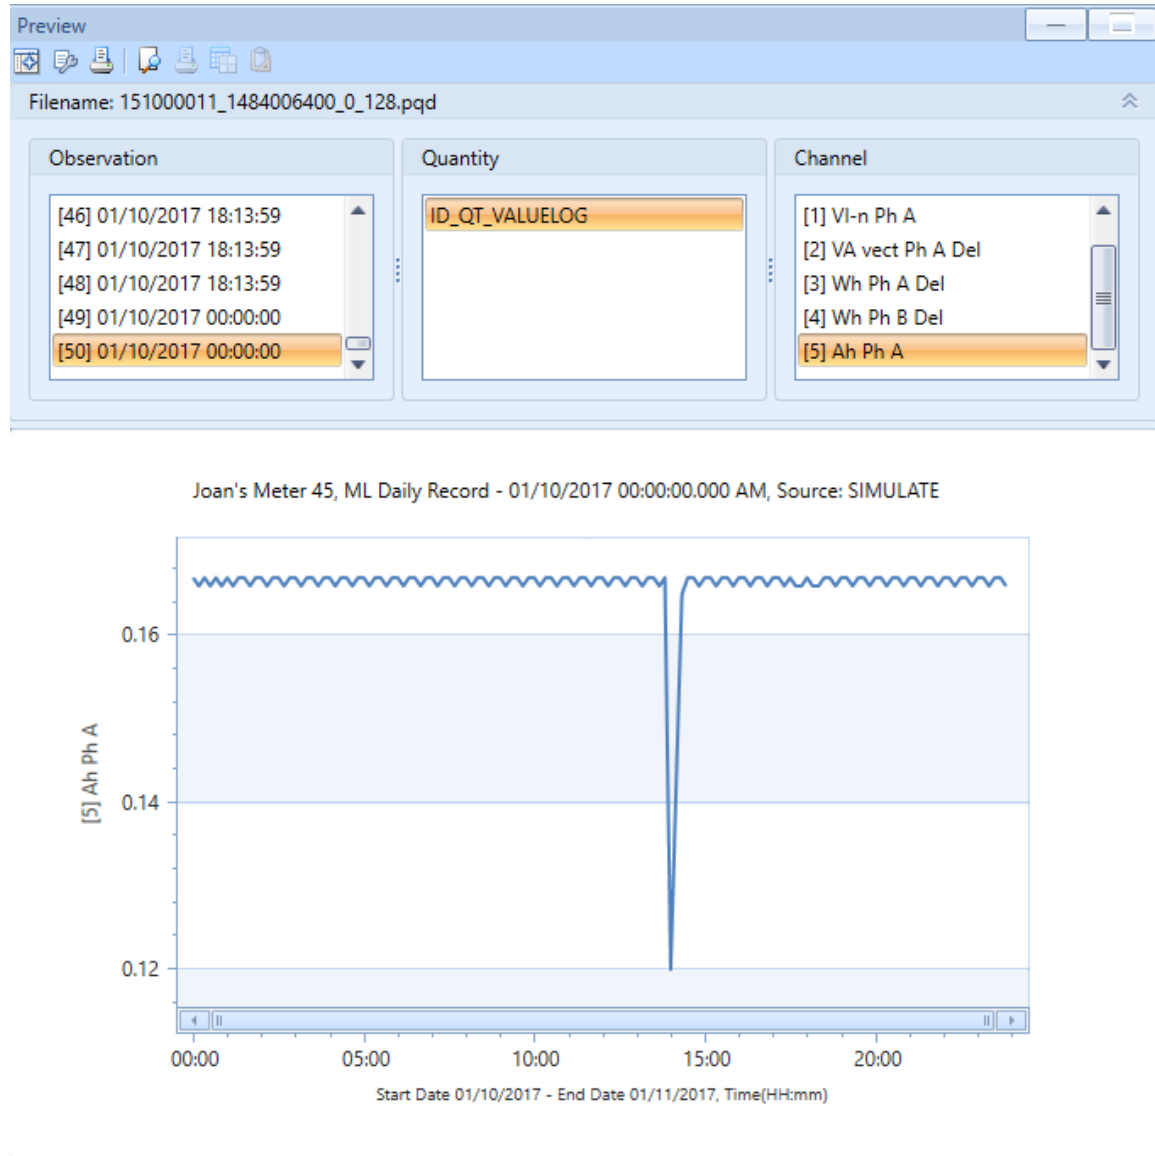 Preview
Filename: 151000011_1484006400_0_128.pqd
Observation
[46] 01/10/2017 18:13:59
[47] 01/10/2017 18:13:59
[48] 01/10/2017 18:13:59
[49] 01/10/2017 00:00:00
[50] 01/10/2017 00:00:00
Quantity
ID_QT_VALUELOG
Channel
[1] Vl-n Ph A
[2] VA vect Ph A Del
[3] Wh Ph A Del
[4] Wh Ph B Del
[5] Ah Ph A
Joan's Meter 45, ML Daily Record - 01/10/2017 00:00:00.000 AM, Source: SIMULATE
[5] Ah Ph A
0.16
0.14
0.12
00:00 05:00 10:00 15:00 20:00
Start Date 01/10/2017 - End Date 01/11/2017, Time(HH:mm)